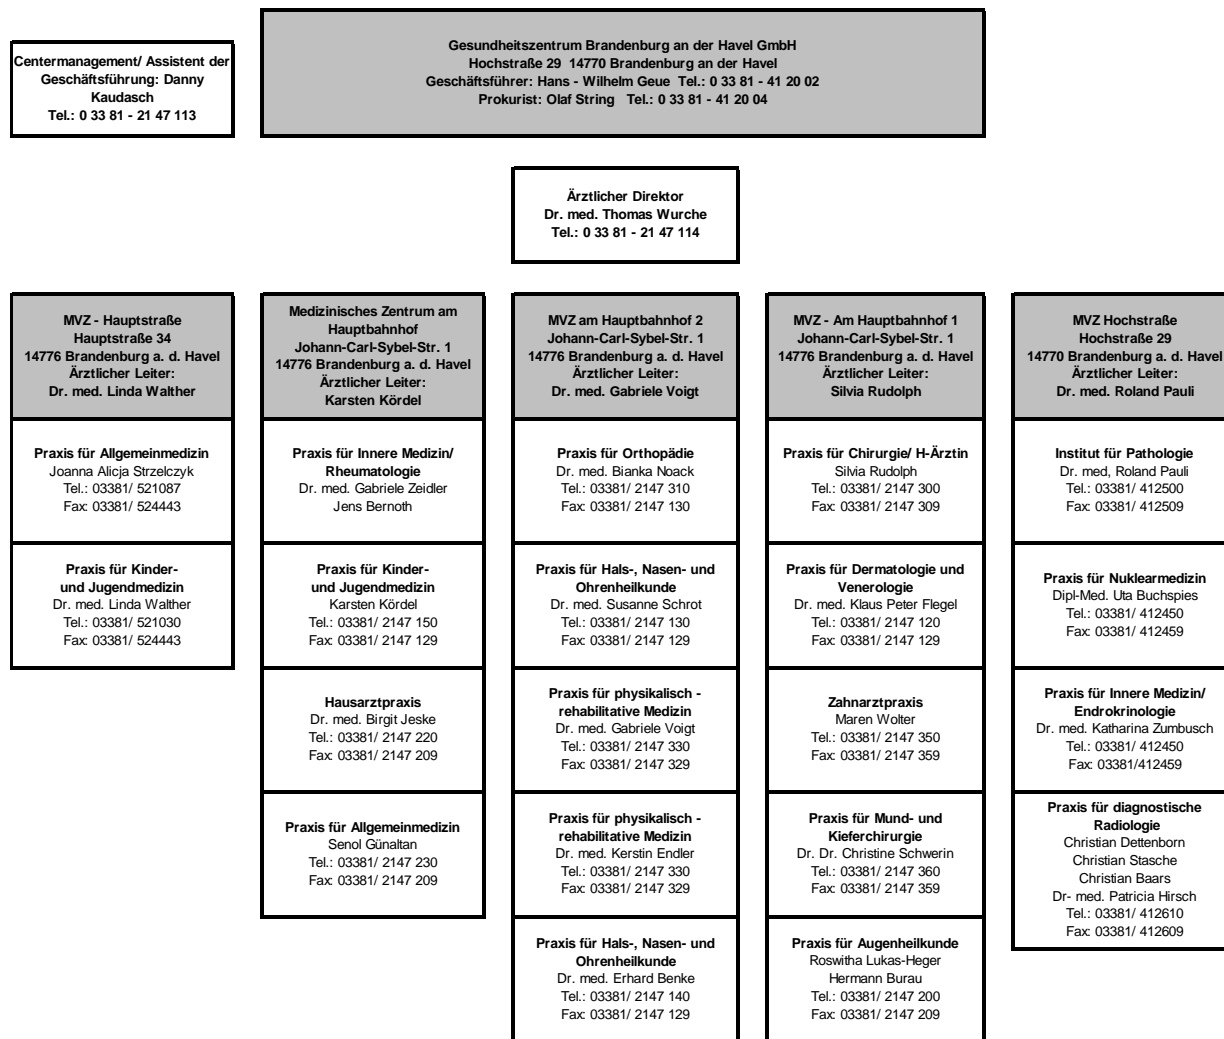 Centermanagement/ Assistent der
Geschäftsführung: Danny
Kaudasch
Tel.: 0 33 81 - 21 47 113
Gesundheitszentrum Brandenburg an der Havel GmbH
Hochstraße 29 14770 Brandenburg an der Havel
Geschäftsführer: Hans - Wilhelm Geue Tel.: 0 33 81 - 41 20 02
Prokurist: Olaf String Tel.: 0 33 81 - 41 20 04
Ärztlicher Direktor
Dr. med. Thomas Wurche
Tel.: 0 33 81 - 21 47 114
MVZ - Hauptstraße
Hauptstraße 34
14776 Brandenburg a. d. Havel
Ärztlicher Leiter:
Dr. med. Linda Walther
Praxis für Allgemeinmedizin
Joanna Alicja Strzelczyk
Tel.: 03381/ 521087
Fax: 03381/ 524443
Praxis für Kinder-
und Jugendmedizin
Dr. med. Linda Walther
Tel.: 03381/ 521030
Fax: 03381/ 524443
Medizinisches Zentrum am
Hauptbahnhof
Johann-Carl-Sybel-Str. 1
14776 Brandenburg a. d. Havel
Ärztlicher Leiter:
Karsten Kördel
Praxis für Innere Medizin/
Rheumatologie
Dr. med. Gabriele Zeidler
Jens Bernoth
Praxis für Kinder-
und Jugendmedizin
Karsten Kördel
Tel.: 03381/ 2147 150
Fax: 03381/ 2147 129
Hausarztpraxis
Dr. med. Birgit Jeske
Tel.: 03381/ 2147 220
Fax: 03381/ 2147 209
Praxis für Allgemeinmedizin
Senol Günaltan
Tel.: 03381/ 2147 230
Fax: 03381/ 2147 209
MVZ am Hauptbahnhof 2
Johann-Carl-Sybel-Str. 1
14776 Brandenburg a. d. Havel
Ärztlicher Leiter:
Dr. med. Gabriele Voigt
Praxis für Orthopädie
Dr. med. Bianka Noack
Tel.: 03381/ 2147 310
Fax: 03381/ 2147 130
Praxis für Hals-, Nasen- und
Ohrenheilkunde
Dr. med. Susanne Schrot
Tel.: 03381/ 2147 130
Fax: 03381/ 2147 129
Praxis für physikalisch -
rehabilitative Medizin
Dr. med. Gabriele Voigt
Tel.: 03381/ 2147 330
Fax: 03381/ 2147 329
Praxis für physikalisch -
rehabilitative Medizin
Dr. med. Kerstin Endler
Tel.: 03381/ 2147 330
Fax: 03381/ 2147 329
Praxis für Hals-, Nasen- und
Ohrenheilkunde
Dr. med. Erhard Benke
Tel.: 03381/ 2147 140
Fax: 03381/ 2147 129
MVZ - Am Hauptbahnhof 1
Johann-Carl-Sybel-Str. 1
14776 Brandenburg a. d. Havel
Ärztlicher Leiter:
Silvia Rudolph
Praxis für Chirurgie/ H-Ärztin
Silvia Rudolph
Tel.: 03381/ 2147 300
Fax: 03381/ 2147 309
Praxis für Dermatologie und
Venerologie
Dr. med. Klaus Peter Flegel
Tel.: 03381/ 2147 120
Fax: 03381/ 2147 129
Zahnarztpraxis
Maren Wolter
Tel.: 03381/ 2147 350
Fax: 03381/ 2147 359
Praxis für Mund- und
Kieferchirurgie
Dr. Dr. Christine Schwerin
Tel.: 03381/ 2147 360
Fax: 03381/ 2147 359
Praxis für Augenheilkunde
Roswitha Lukas-Heger
Hermann Burau
Tel.: 03381/ 2147 200
Fax: 03381/ 2147 209
MVZ Hochstraße
Hochstraße 29
14770 Brandenburg a. d. Havel
Ärztlicher Leiter:
Dr. med. Roland Pauli
Institut für Pathologie
Dr. med, Roland Pauli
Tel.: 03381/ 412500
Fax: 03381/ 412509
Praxis für Nuklearmedizin
Dipl-Med. Uta Buchspies
Tel.: 03381/ 412450
Fax: 03381/ 412459
Praxis für Innere Medizin/
Endrokrinologie
Dr. med. Katharina Zumbusch
Tel.: 03381/ 412450
Fax: 03381/412459
Praxis für diagnostische
Radiologie
Christian Dettenborn
Christian Stasche
Christian Baars
Dr- med. Patricia Hirsch
Tel.: 03381/ 412610
Fax: 03381/ 412609